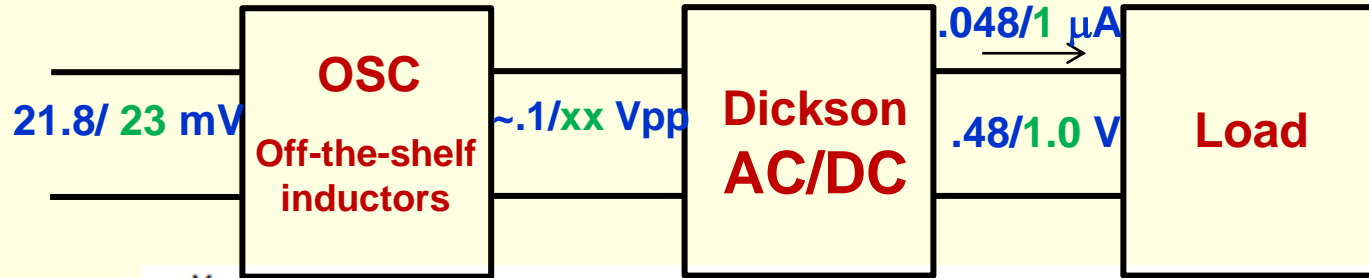 .048/1 μA
OSC
21.8/ 23 mV
Off-the-shelf
inductors
~.1/xx Vpp
Dickson
AC/DC
.48/1.0 V
Load